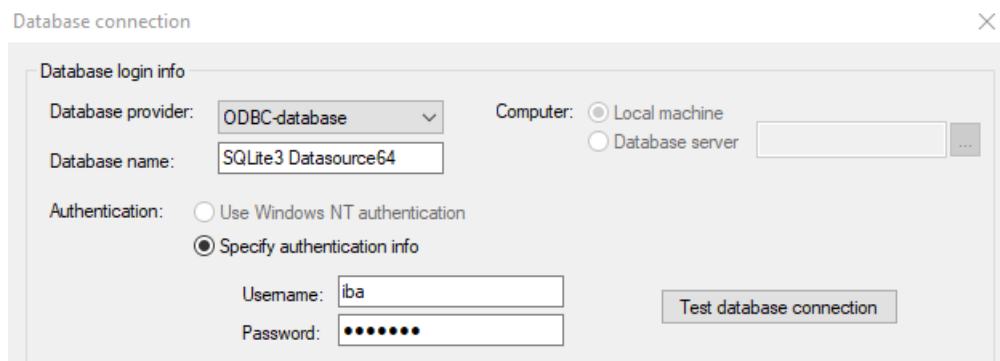 Database connection
Database login info
Database provider: ODBC-database Computer: Local machine
Database server ...
Database name: SQLite3 Datasource64
Authentication: Use Windows NT authentication
Specify authentication info
Username: iba
Password: •••••••
Test database connection